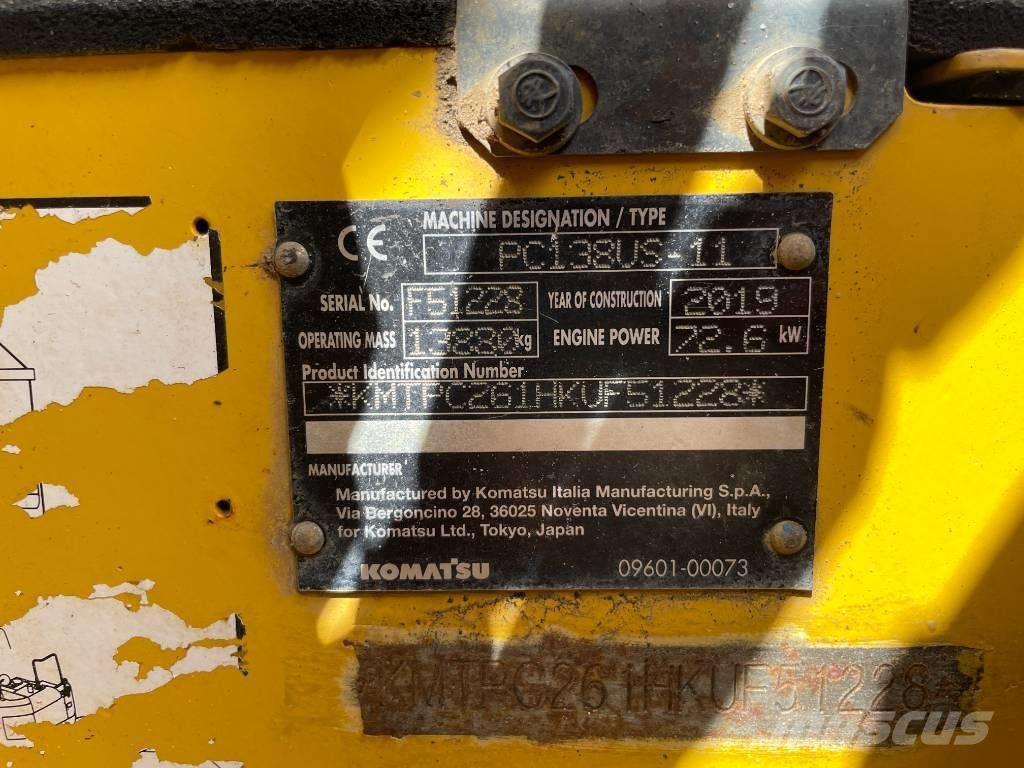 CE MACHINE DESIGNATION / TYPE
PC138US-11
SERIAL No. F51228 YEAR OF CONSTRUCTION 2019
OPERATING MASS 13880 kg ENGINE POWER 72.6 kW
Product Identification Number
*KMTPC261HKUF51228*
MANUFACTURER
Manufactured by Komatsu Italia Manufacturing S.p.A.,
Via Bergoncino 28, 36025 Noventa Vicentina (VI), Italy
for Komatsu Ltd., Tokyo, Japan
KOMATSU 09601-00073
KMTPC261HKUF51228*
mascus